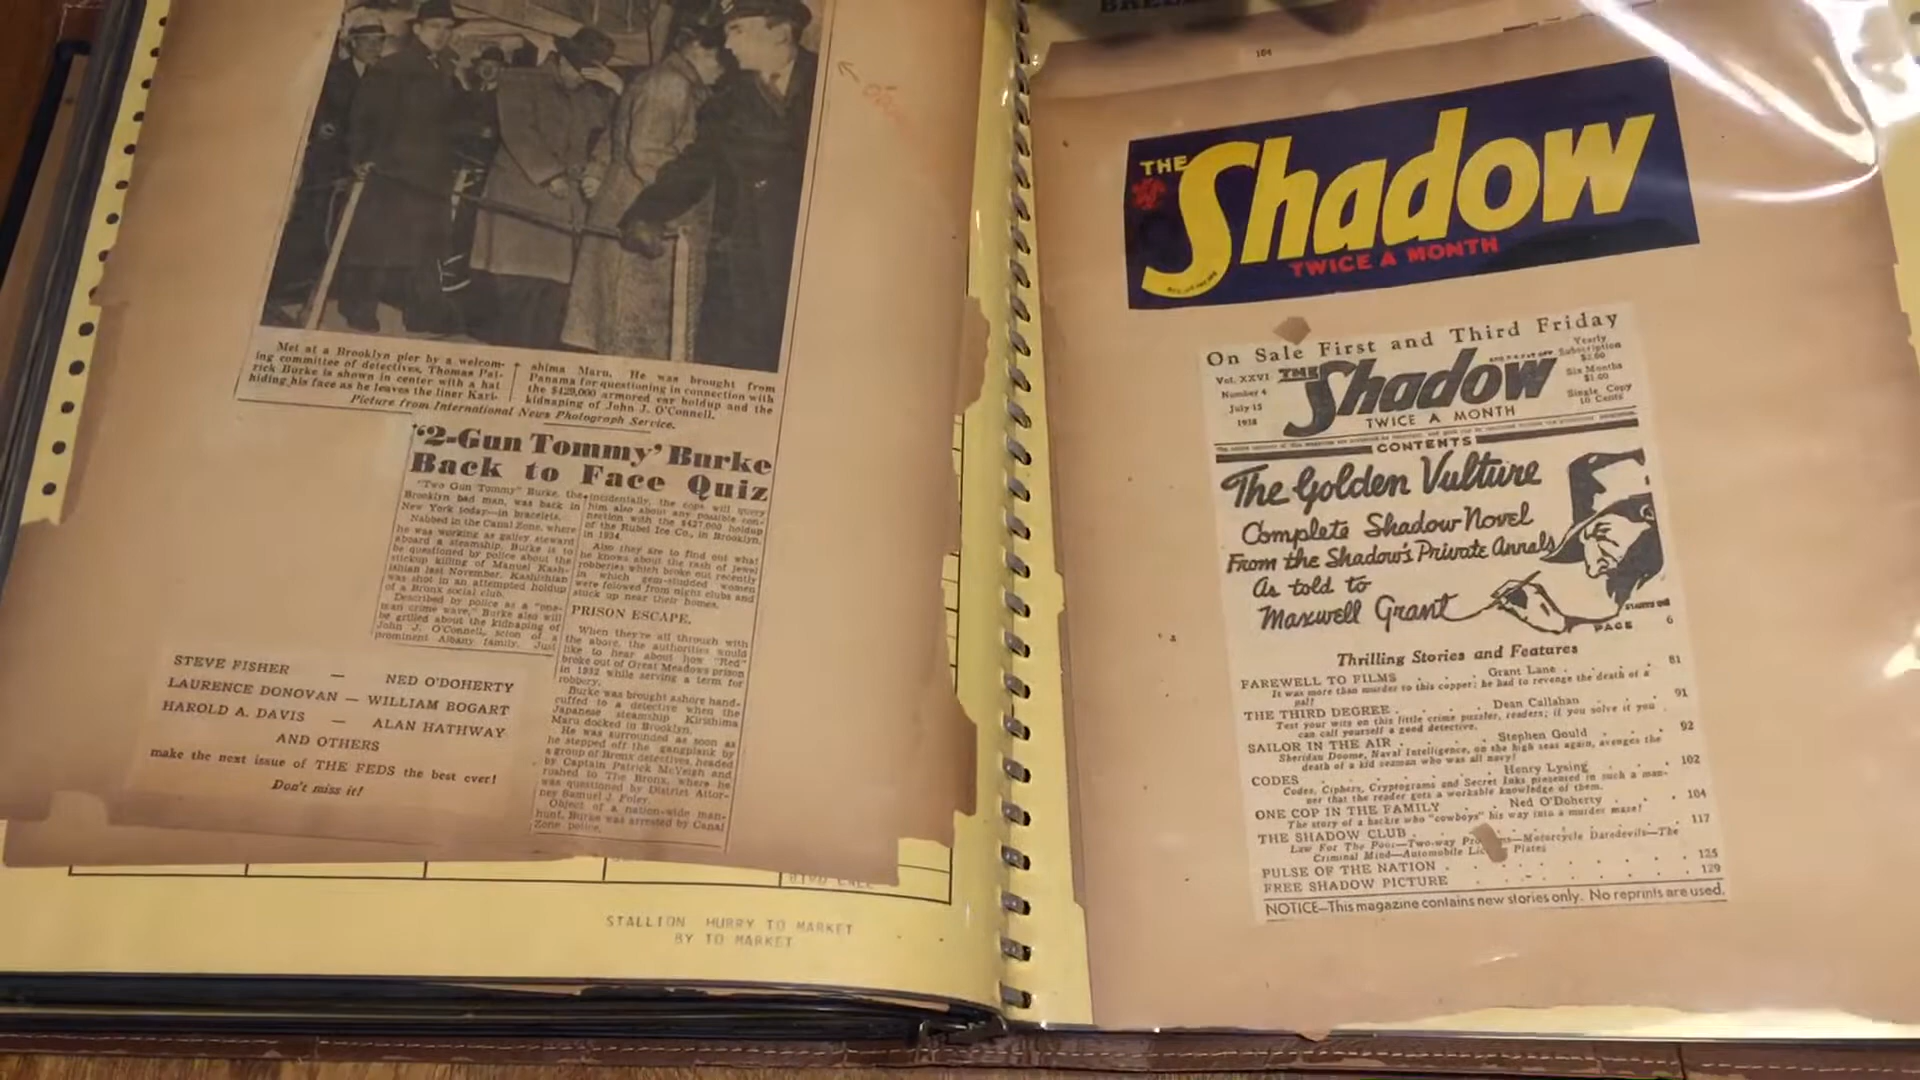 Met at a Brooklyn pier by a welcom-
ing committee of detectives, Thomas Pat-
rick Burke is shown in center with a hat
hiding his face as he leaves the liner Kari-
shima Maru. He was brought from
Panama for questioning in connection with
the $429,000 armored car holdup and the
kidnaping of John J. O'Connell.
Picture from International News Photograph Service.
'2-Gun Tommy' Burke
Back to Face Quiz
"Two Gun Tommy" Burke, the
Brooklyn bad man, was back in
New York today—in bracelets.
Nabbed in the Canal Zone, where
he was working as galley steward
aboard a steamship, Burke is to
be questioned by police about the
stickup killing of Manuel Kash-
ishian last November. Kashishian
was shot in an attempted holdup
of a Bronx social club.
Described by police as a "one-
man crime wave," Burke also will
be grilled about the kidnaping of
John J. O'Connell, scion of a
prominent Albany family. Just
incidentally, the cops will query
him also about any possible con-
nection with the $427,000 holdup
of the Rubel Ice Co., in Brooklyn,
in 1934.
Also they are to find out what
he knows about the rash of jewel
robberies which broke out recently
in which gem-studded women
were followed from night clubs and
stuck up near their homes.
PRISON ESCAPE.
When they're all through with
the above, the authorities would
like to hear about how "Red"
broke out of Great Meadows prison
in 1932 while serving a term for
robbery.
Burke was brought ashore hand-
cuffed to a detective when the
Japanese steamship Kirishima
Maru docked in Brooklyn.
He was surrounded as soon as
he stepped off the gangplank by
a group of Bronx detectives, headed
by Captain Patrick McVeigh and
rushed to The Bronx, where he
was questioned by District Attor-
ney Samuel J. Foley.
Object of a nation-wide man-
hunt, Burke was arrested by Canal
Zone police.
STEVE FISHER — NED O'DOHERTY
LAURENCE DONOVAN — WILLIAM BOGART
HAROLD A. DAVIS — ALAN HATHWAY
AND OTHERS
make the next issue of THE FEDS the best ever!
Don't miss it!
BIRD CALL
STALLION HURRY TO MARKET
BY TO MARKET
104
THE
Shadow
TWICE A MONTH
On Sale First and Third Friday
Vol. XXVI
Number 4
July 15
1938
THE
Shadow
TWICE A MONTH
Yearly
Subscription
$2.00
Six Months
$1.00
Single Copy
10 Cents
CONTENTS
The Golden Vulture
Complete Shadow Novel
From the Shadow's Private Annals
As told to
Maxwell Grant
STARTS ON
PAGE 6
Thrilling Stories and Features
FAREWELL TO FILMS . . . Grant Lane . . . 81
It was more than murder to this copper; he had to revenge the death of a
pal!
THE THIRD DEGREE . . . Dean Callahan . . . 91
Test your wits on this little crime puzzler, readers; if you solve it you
can call yourself a good detective.
SAILOR IN THE AIR . . . Stephen Gould . . . 92
Sheridan Doome, Naval Intelligence, on the high seas again, avenges the
death of a kid seaman who was all navy!
CODES . . . Henry Lysing . . . 102
Codes, Ciphers, Cryptograms and Secret Inks presented in such a man-
ner that the reader gets a workable knowledge of them.
ONE COP IN THE FAMILY . . . Ned O'Doherty . . . 104
The story of a hackie who "cowboys" his way into a murder maze!
THE SHADOW CLUB . . . 117
Law For The Poor—Two-way—Motorcycle Daredevils—The
Criminal Mind—Automobile Plates
PULSE OF THE NATION . . . 125
FREE SHADOW PICTURE . . . 129
NOTICE—This magazine contains new stories only. No reprints are used.